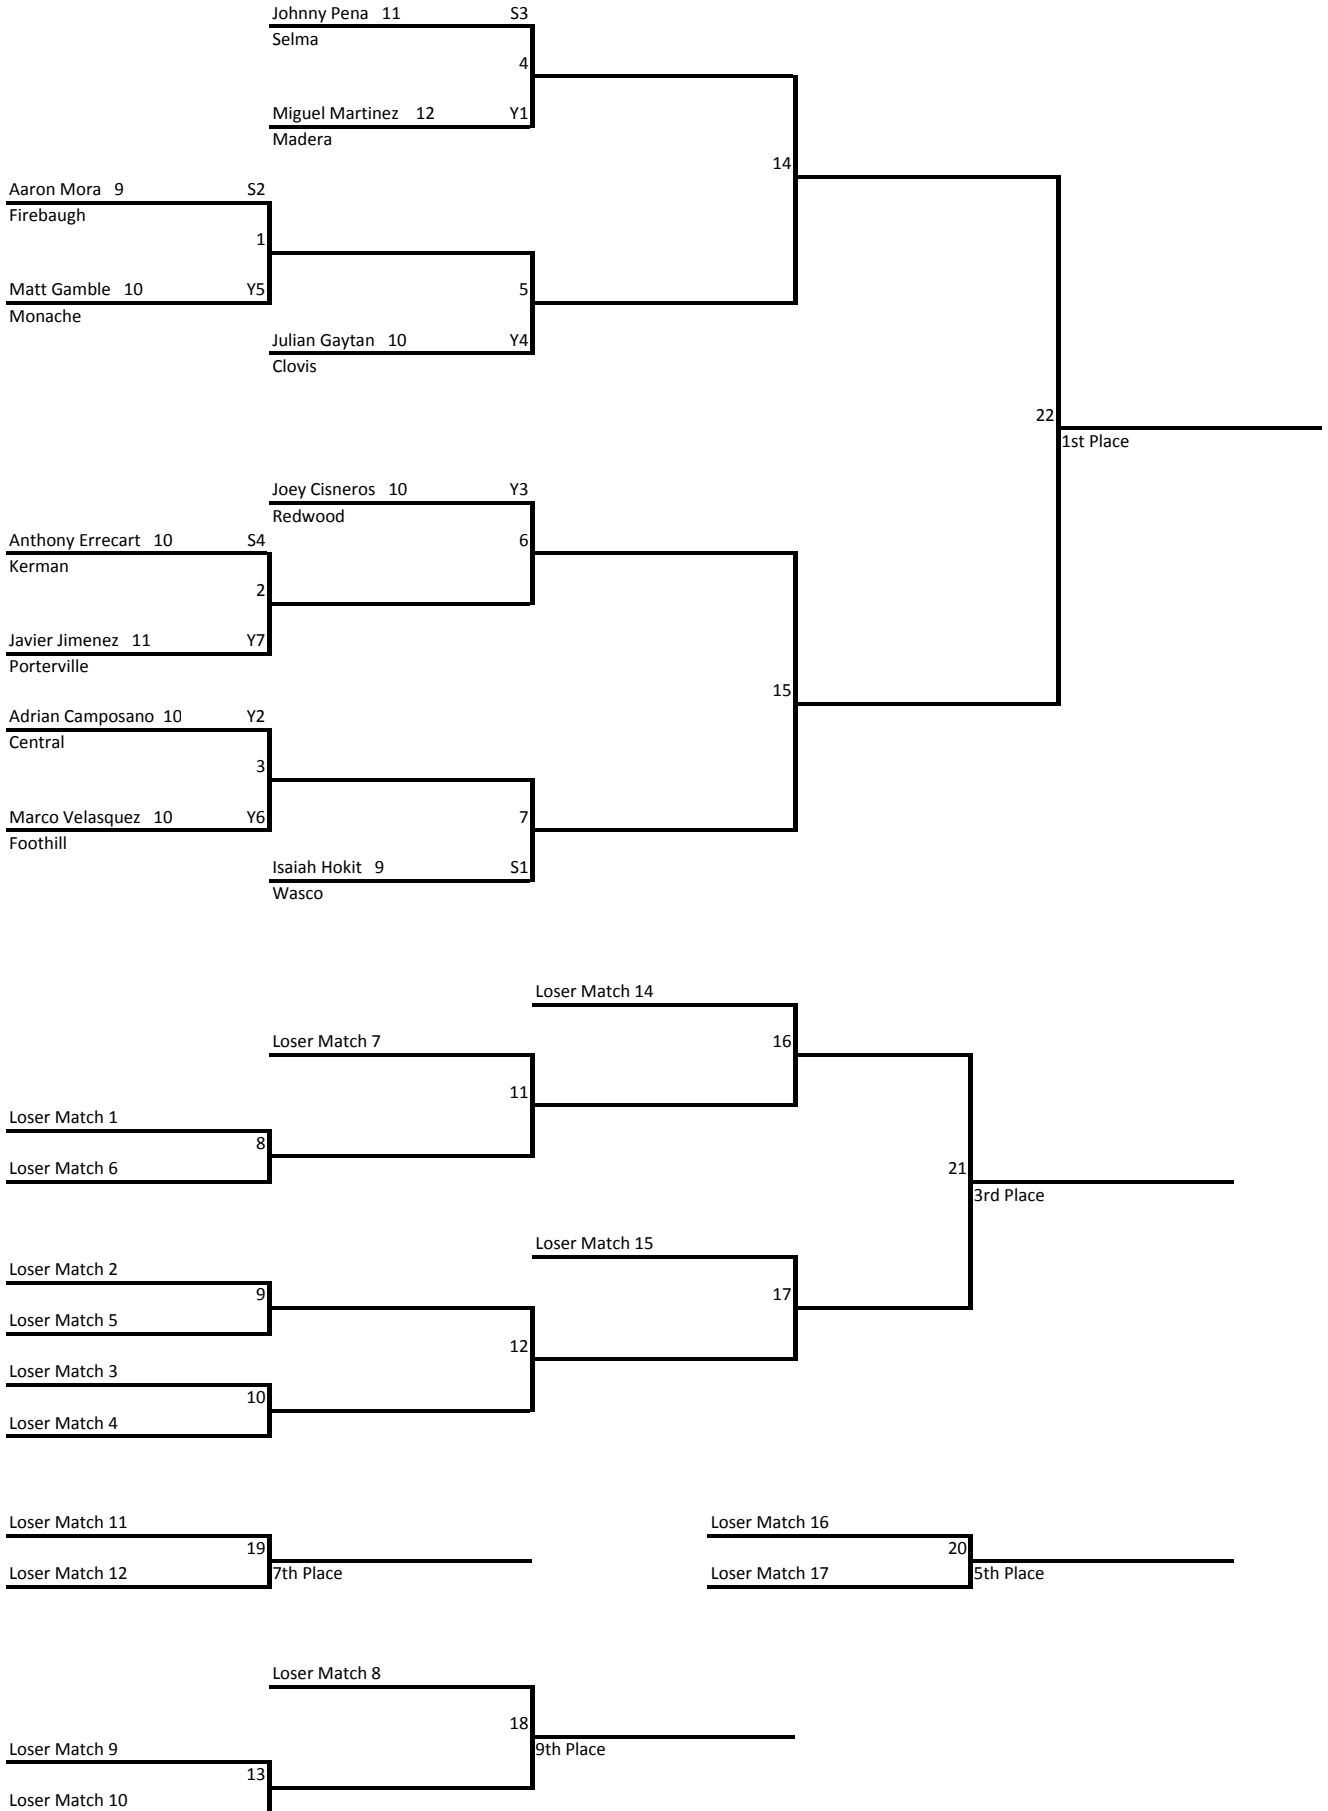 Johnny Pena 11 S3
Selma
4
Miguel Martinez 12 Y1
Madera
14
Aaron Mora 9 S2
Firebaugh
1
Matt Gamble 10 Y5
Monache
5
Julian Gaytan 10 Y4
Clovis
22
1st Place
Joey Cisneros 10 Y3
Redwood
Anthony Errecart 10 S4
Kerman
6
2
Javier Jimenez 11 Y7
Porterville
15
Adrian Camposano 10 Y2
Central
3
Marco Velasquez 10 Y6
Foothill
7
Isaiah Hokit 9 S1
Wasco
Loser Match 14
Loser Match 7
16
11
Loser Match 1
8
Loser Match 6
21
3rd Place
Loser Match 15
Loser Match 2
9
17
Loser Match 5
12
Loser Match 3
10
Loser Match 4
Loser Match 11
19
Loser Match 12
7th Place
Loser Match 16
20
Loser Match 17
5th Place
Loser Match 8
18
9th Place
Loser Match 9
13
Loser Match 10